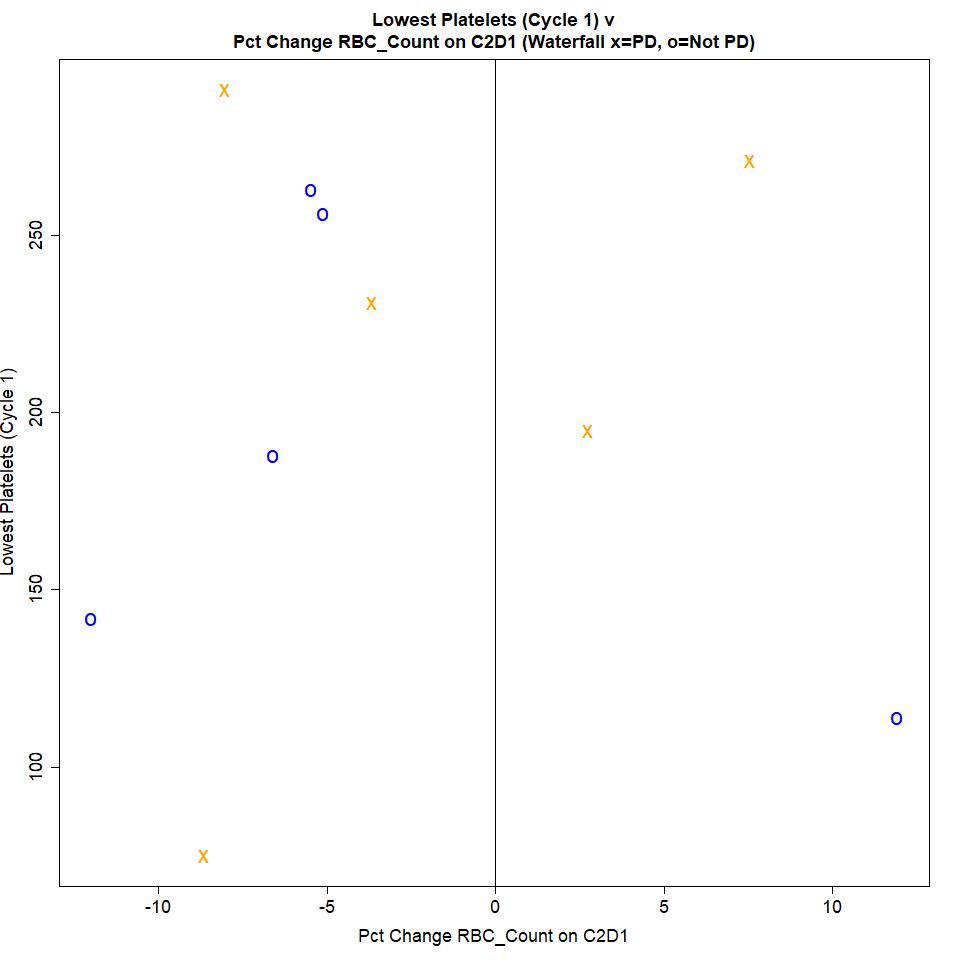 Lowest Platelets (Cycle 1) v
Pct Change RBC_Count on C2D1 (Waterfall x=PD, o=Not PD)
Lowest Platelets (Cycle 1)
250
200
150
100
X
X
O
O
X
X
O
O
O
X
-10 -5 0 5 10
Pct Change RBC_Count on C2D1